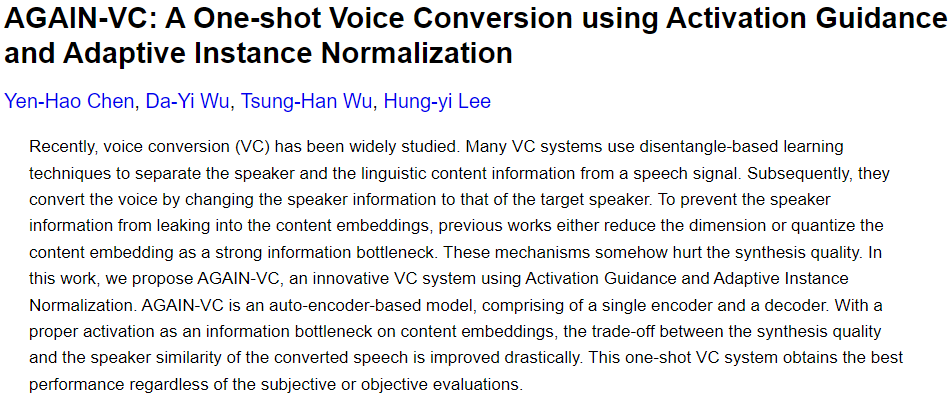 AGAIN-VC: A One-shot Voice Conversion using Activation Guidance
and Adaptive Instance Normalization
Yen-Hao Chen, Da-Yi Wu, Tsung-Han Wu, Hung-yi Lee
Recently, voice conversion (VC) has been widely studied. Many VC systems use disentangle-based learning
techniques to separate the speaker and the linguistic content information from a speech signal. Subsequently, they
convert the voice by changing the speaker information to that of the target speaker. To prevent the speaker
information from leaking into the content embeddings, previous works either reduce the dimension or quantize the
content embedding as a strong information bottleneck. These mechanisms somehow hurt the synthesis quality. In
this work, we propose AGAIN-VC, an innovative VC system using Activation Guidance and Adaptive Instance
Normalization. AGAIN-VC is an auto-encoder-based model, comprising of a single encoder and a decoder. With a
proper activation as an information bottleneck on content embeddings, the trade-off between the synthesis quality
and the speaker similarity of the converted speech is improved drastically. This one-shot VC system obtains the best
performance regardless of the subjective or objective evaluations.